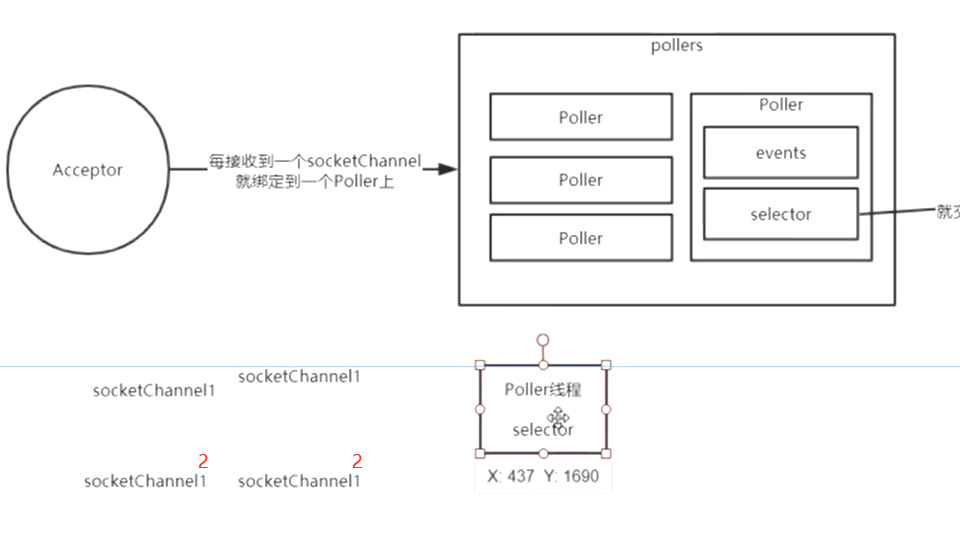 pollers
Poller
Poller
events
Acceptor
每接收到一个socketChannel
就绑定到一个Poller上
Poller
selector
Poller
socketChannel1
socketChannel1
Poller线程
selector
2
2
socketChannel1
socketChannel1
X: 437 Y: 1690